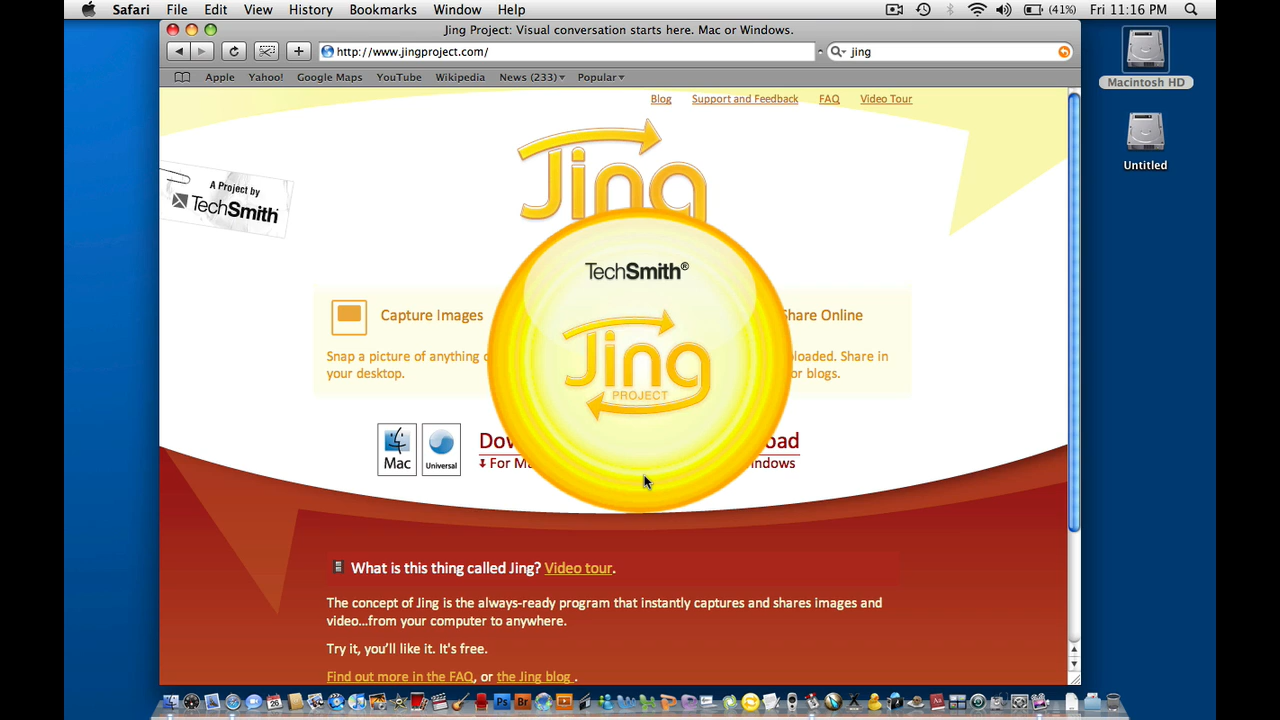 Safari File Edit View History Bookmarks Window Help (41%) Fri 11:16 PM
Jing Project: Visual conversation starts here. Mac or Windows.
http://www.jingproject.com/ jing
Apple Yahoo! Google Maps YouTube Wikipedia News (233) Popular
Macintosh HD
Untitled
Blog Support and Feedback FAQ Video Tour
Jing
A Project by
TechSmith
TechSmith®
Jing
PROJECT
Capture Images
Share Online
Snap a picture of anything
your desktop.
uploaded. Share in
or blogs.
Mac
Universal
For
What is this thing called Jing? Video tour.
The concept of Jing is the always-ready program that instantly captures and shares images and
video...from your computer to anywhere.
Try it, you'll like it. It's free.
Find out more in the FAQ, or the Jing blog .
26 Ps Br